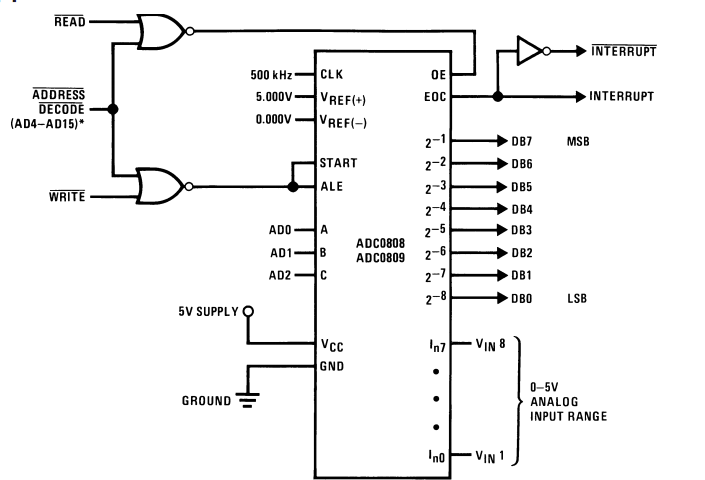 READ
500 kHz
CLK
OE
INTERRUPT
ADDRESS
DECODE
(AD4–AD15)*
5.000V
VREF(+)
EOC
INTERRUPT
0.000V
VREF(−)
2−1
DB7
MSB
START
2−2
DB6
WRITE
ALE
2−3
DB5
2−4
DB4
AD0
A
2−5
DB3
ADC0808
ADC0809
AD1
B
2−6
DB2
AD2
C
2−7
DB1
2−8
DB0
LSB
5V SUPPLY
VCC
In7
VIN 8
GND
GROUND
0–5V
ANALOG
INPUT RANGE
In0
VIN 1